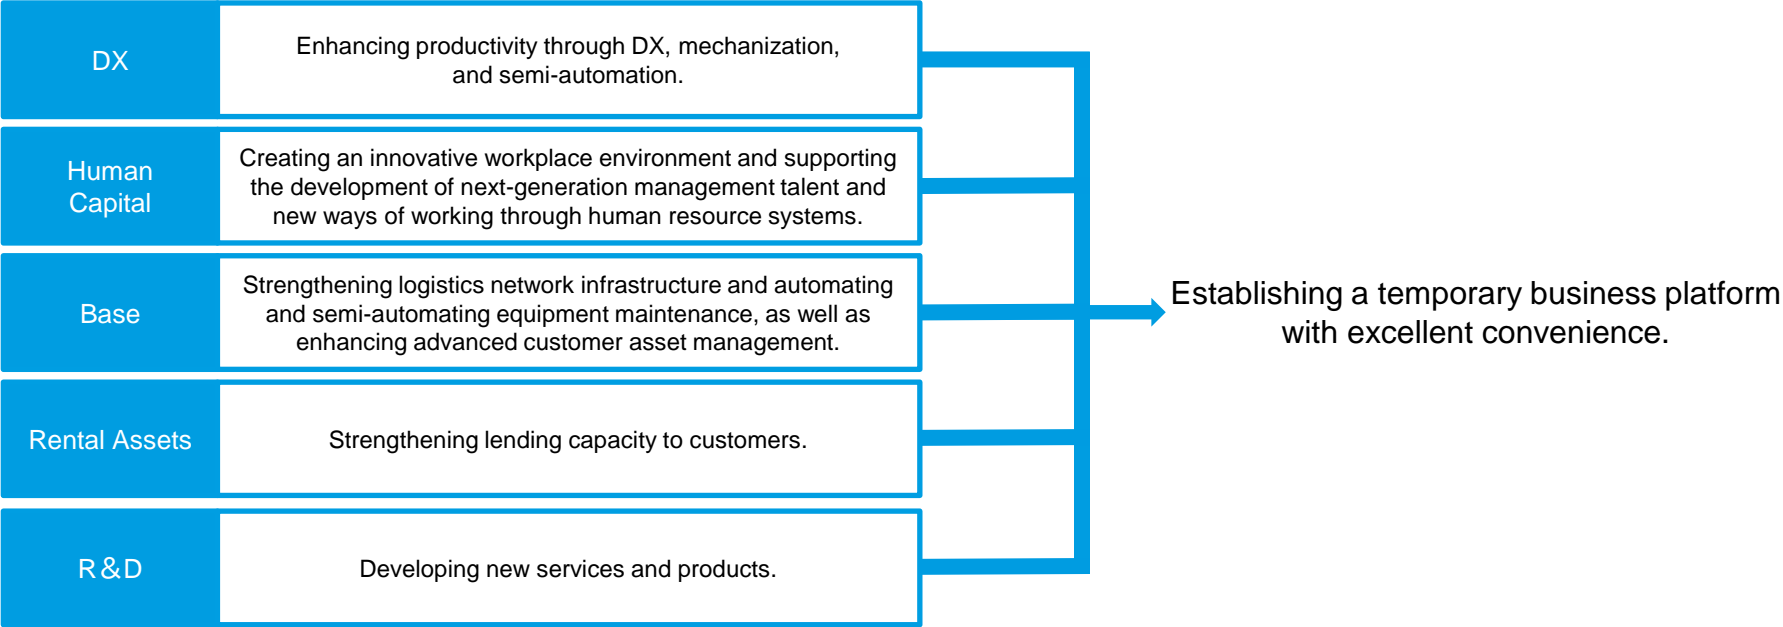 DX
Enhancing productivity through DX, mechanization,
and semi-automation.
Human
Capital
Creating an innovative workplace environment and supporting
the development of next-generation management talent and
new ways of working through human resource systems.
Base
Strengthening logistics network infrastructure and automating
and semi-automating equipment maintenance, as well as
enhancing advanced customer asset management.
Rental Assets
Strengthening lending capacity to customers.
R＆D
Developing new services and products.
Establishing a temporary business platform
with excellent convenience.